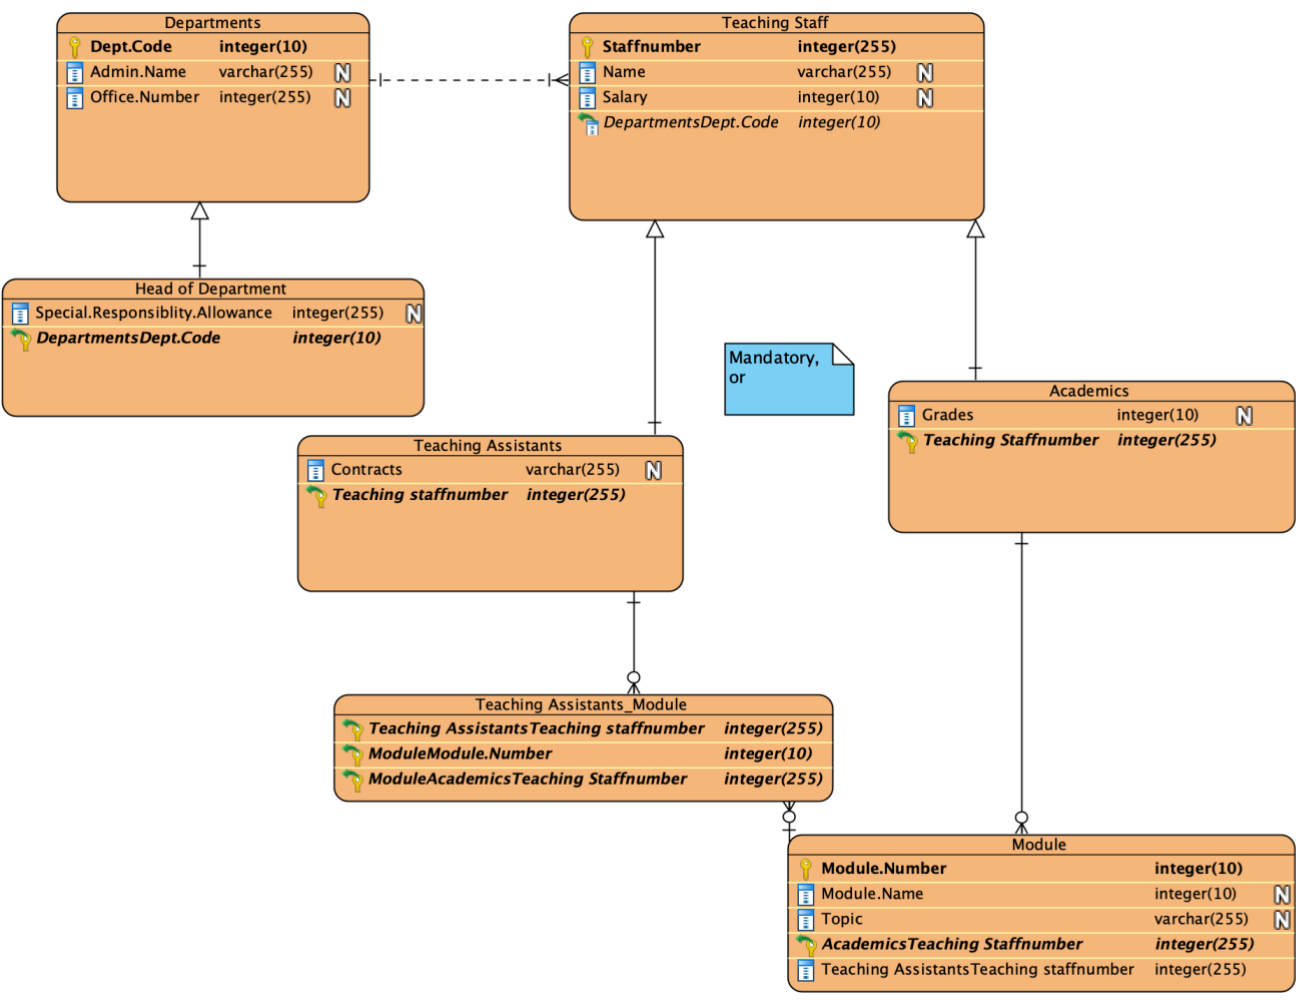 Departments
Dept.Code integer(10)
Admin.Name varchar(255) N
Office.Number integer(255) N
Teaching Staff
Staffnumber integer(255)
Name varchar(255) N
Salary integer(10) N
DepartmentsDept.Code integer(10)
Head of Department
Special.Responsiblity.Allowance integer(255) N
DepartmentsDept.Code integer(10)
Mandatory,
or
Academics
Grades integer(10) N
Teaching Staffnumber integer(255)
Teaching Assistants
Contracts varchar(255) N
Teaching staffnumber integer(255)
Teaching Assistants_Module
Teaching AssistantsTeaching staffnumber integer(255)
ModuleModule.Number integer(10)
ModuleAcademicsTeaching Staffnumber integer(255)
Module
Module.Number integer(10)
Module.Name integer(10) N
Topic varchar(255) N
AcademicsTeaching Staffnumber integer(255)
Teaching AssistantsTeaching staffnumber integer(255)